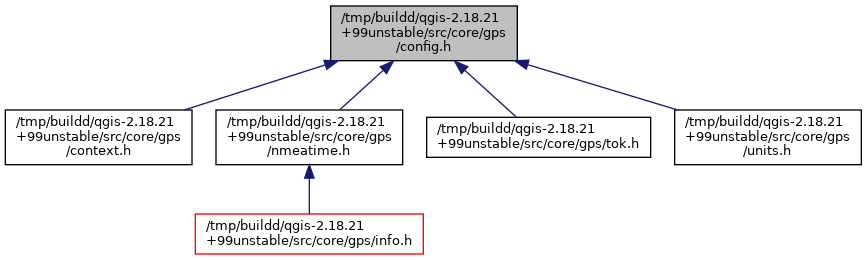 /tmp/buildd/qgis-2.18.21
+99unstable/src/core/gps
/config.h
/tmp/buildd/qgis-2.18.21
+99unstable/src/core/gps
/context.h
/tmp/buildd/qgis-2.18.21
+99unstable/src/core/gps
/nmeatime.h
/tmp/buildd/qgis-2.18.21
+99unstable/src/core/gps/tok.h
/tmp/buildd/qgis-2.18.21
+99unstable/src/core/gps
/units.h
/tmp/buildd/qgis-2.18.21
+99unstable/src/core/gps/info.h